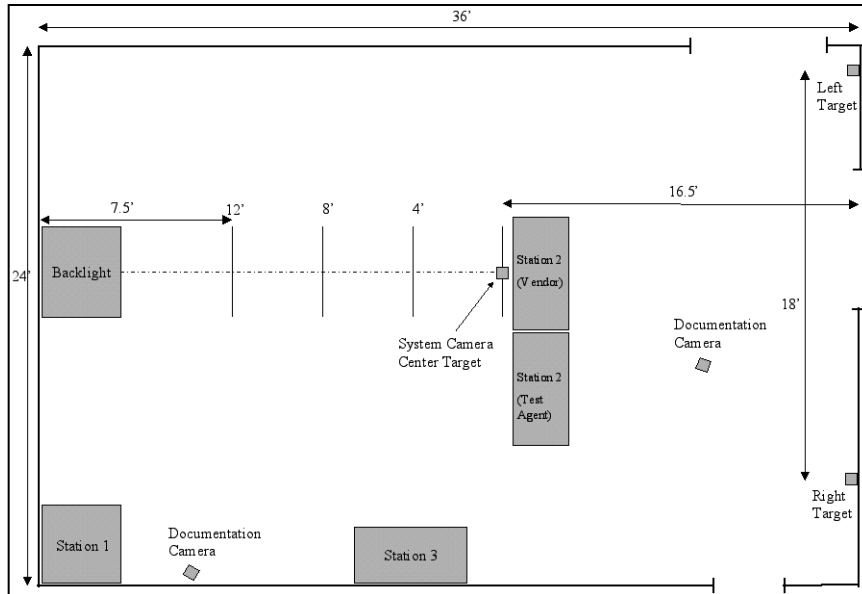 36’
Left
Target
16.5’
7.5’
12’
8’
4’
Backlight
24’
Station 2
(Vendor)
18’
System Camera
Center Target
Documentation
Camera
Station 2
(Test
Agent)
Right
Target
Documentation
Camera
Station 1
Station 3